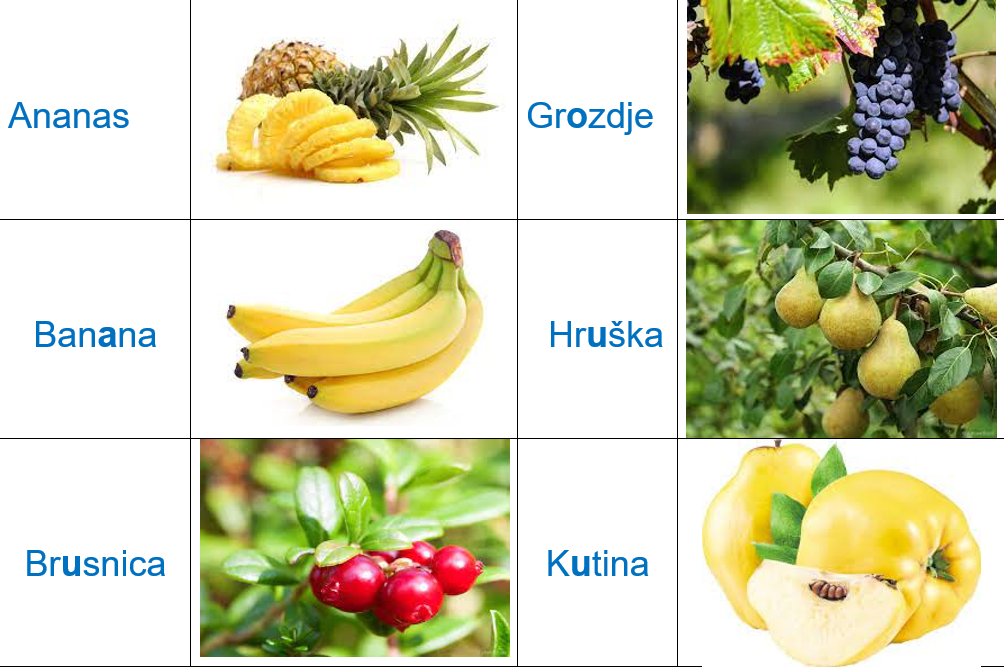 Ananas
Grozdje
Banana
Hruška
Brusnica
Kutina